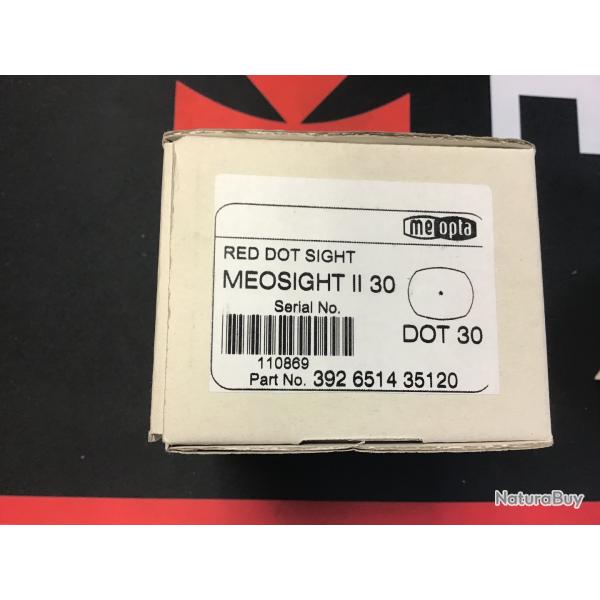 meopta
RED DOT SIGHT
MEOSIGHT II 30
Serial No.
DOT 30
110869
Part No. 392 6514 35120
NaturaBuy